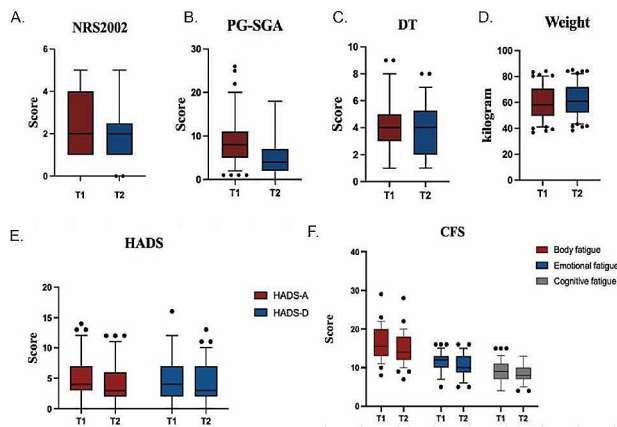 A.
NRS2002
Score
6
4
2
0
T1
T2
B.
PG-SGA
Score
30
20
10
0
T1
T2
C.
DT
Score
10
8
6
4
2
0
T1
T2
D.
Weight
kilogram
100
80
60
40
20
0
T1
T2
E.
HADS
Score
20
15
10
5
0
T1
T2
T1
T2
HADS-A
HADS-D
F.
CFS
Score
40
30
20
10
0
T1
T2
T1
T2
T1
T2
Body fatigue
Emotional fatigue
Cognitive fatigue